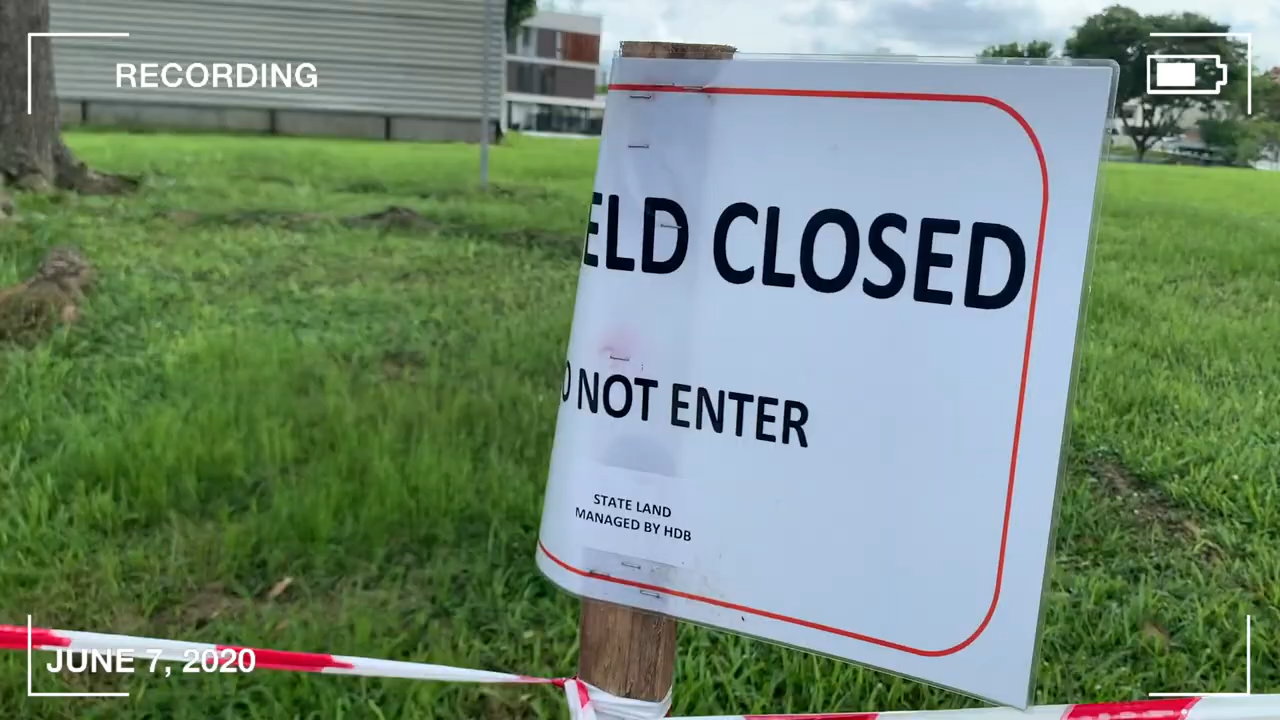 RECORDING
ELD CLOSED
O NOT ENTER
STATE LAND
MANAGED BY HDB
JUNE 7, 2020